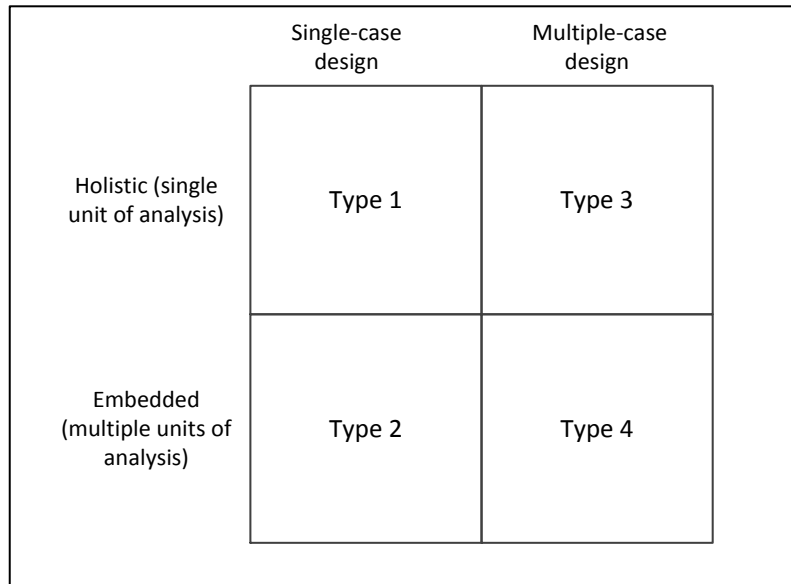 Single-case
design
Multiple-case
design
Holistic (single
unit of analysis)
Type 1
Type 3
Embedded
(multiple units of
analysis)
Type 2
Type 4